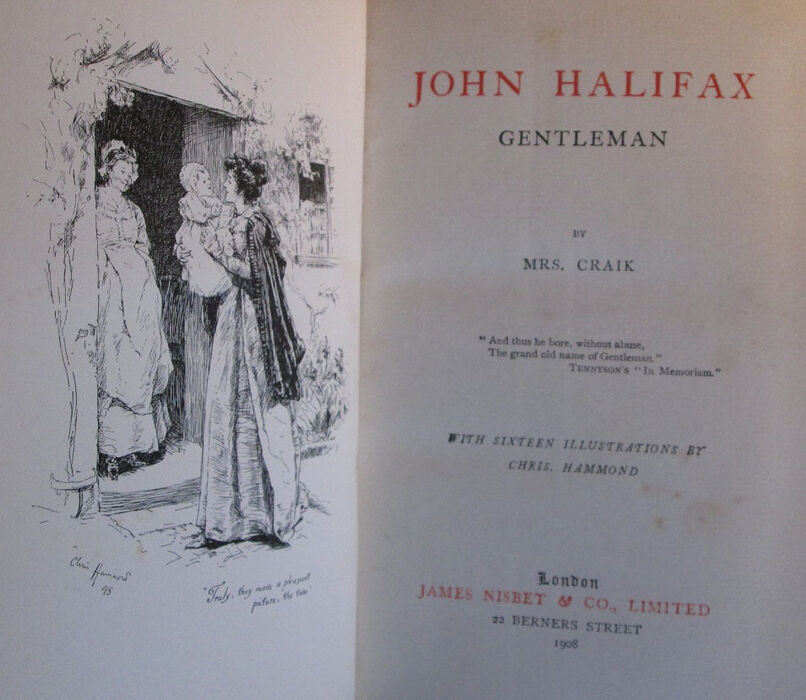 Chris Hammond
98
"Truly, they made a pleasant
picture, the two"
JOHN HALIFAX
GENTLEMAN
BY
MRS. CRAIK
"And thus he bore, without abuse,
The grand old name of Gentleman."
TENNYSON'S "In Memoriam."
WITH SIXTEEN ILLUSTRATIONS BY
CHRIS. HAMMOND
London
JAMES NISBET & CO., LIMITED
22 BERNERS STREET
1908